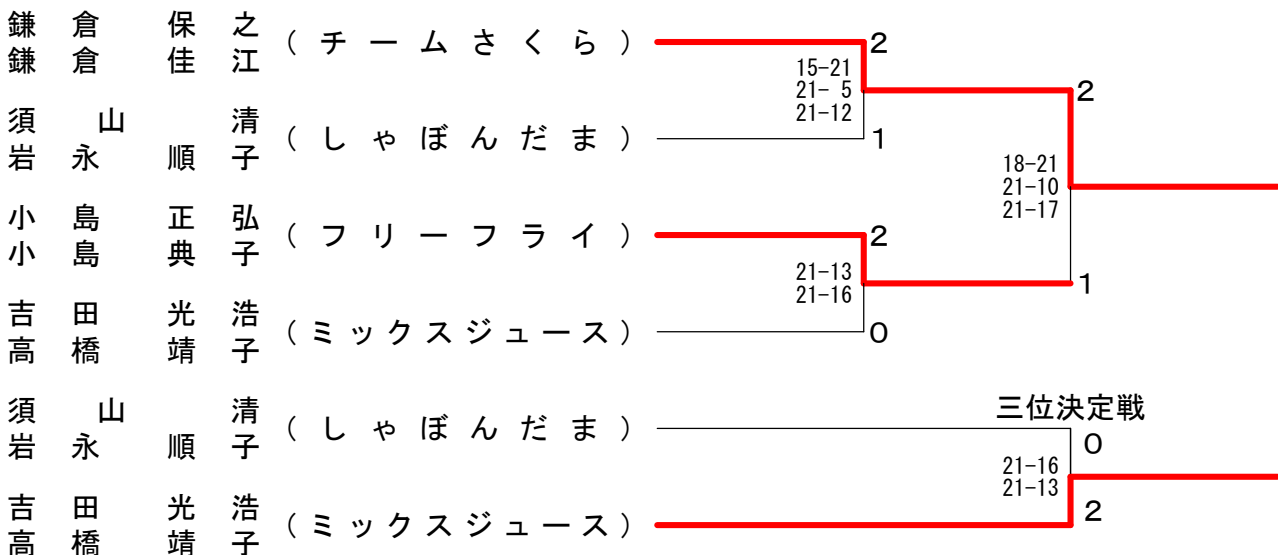 鎌倉 保之
鎌倉 佳江
(チームさくら)
2
15-21
21- 5
21-12
2
須山 清
岩永 順子
(しゃぼんだま)
1
18-21
21-10
21-17
小島 正弘
小島 典子
(フリーフライ)
2
21-13
21-16
1
吉田 光浩
高橋 靖子
(ミックスジュース)
0
須山 清
岩永 順子
(しゃぼんだま)
三位決定戦
0
21-16
21-13
吉田 光浩
高橋 靖子
(ミックスジュース)
2